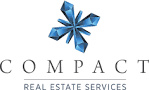 COMPACT
REAL ESTATE SERVICES